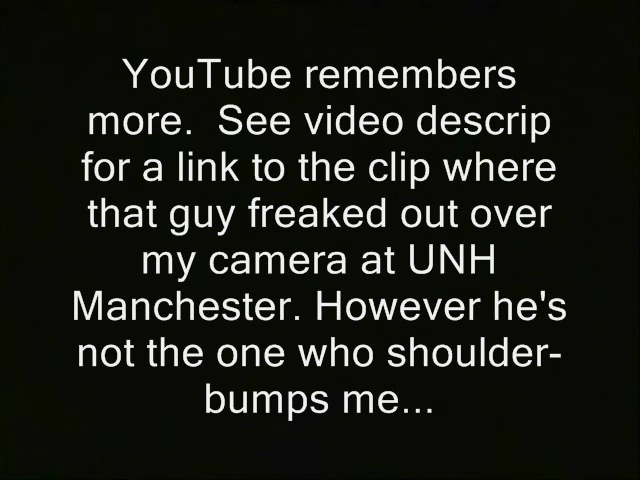 YouTube remembers
more.  See video descrip
for a link to the clip where
that guy freaked out over
my camera at UNH
Manchester. However he's
not the one who shoulder-
bumps me...